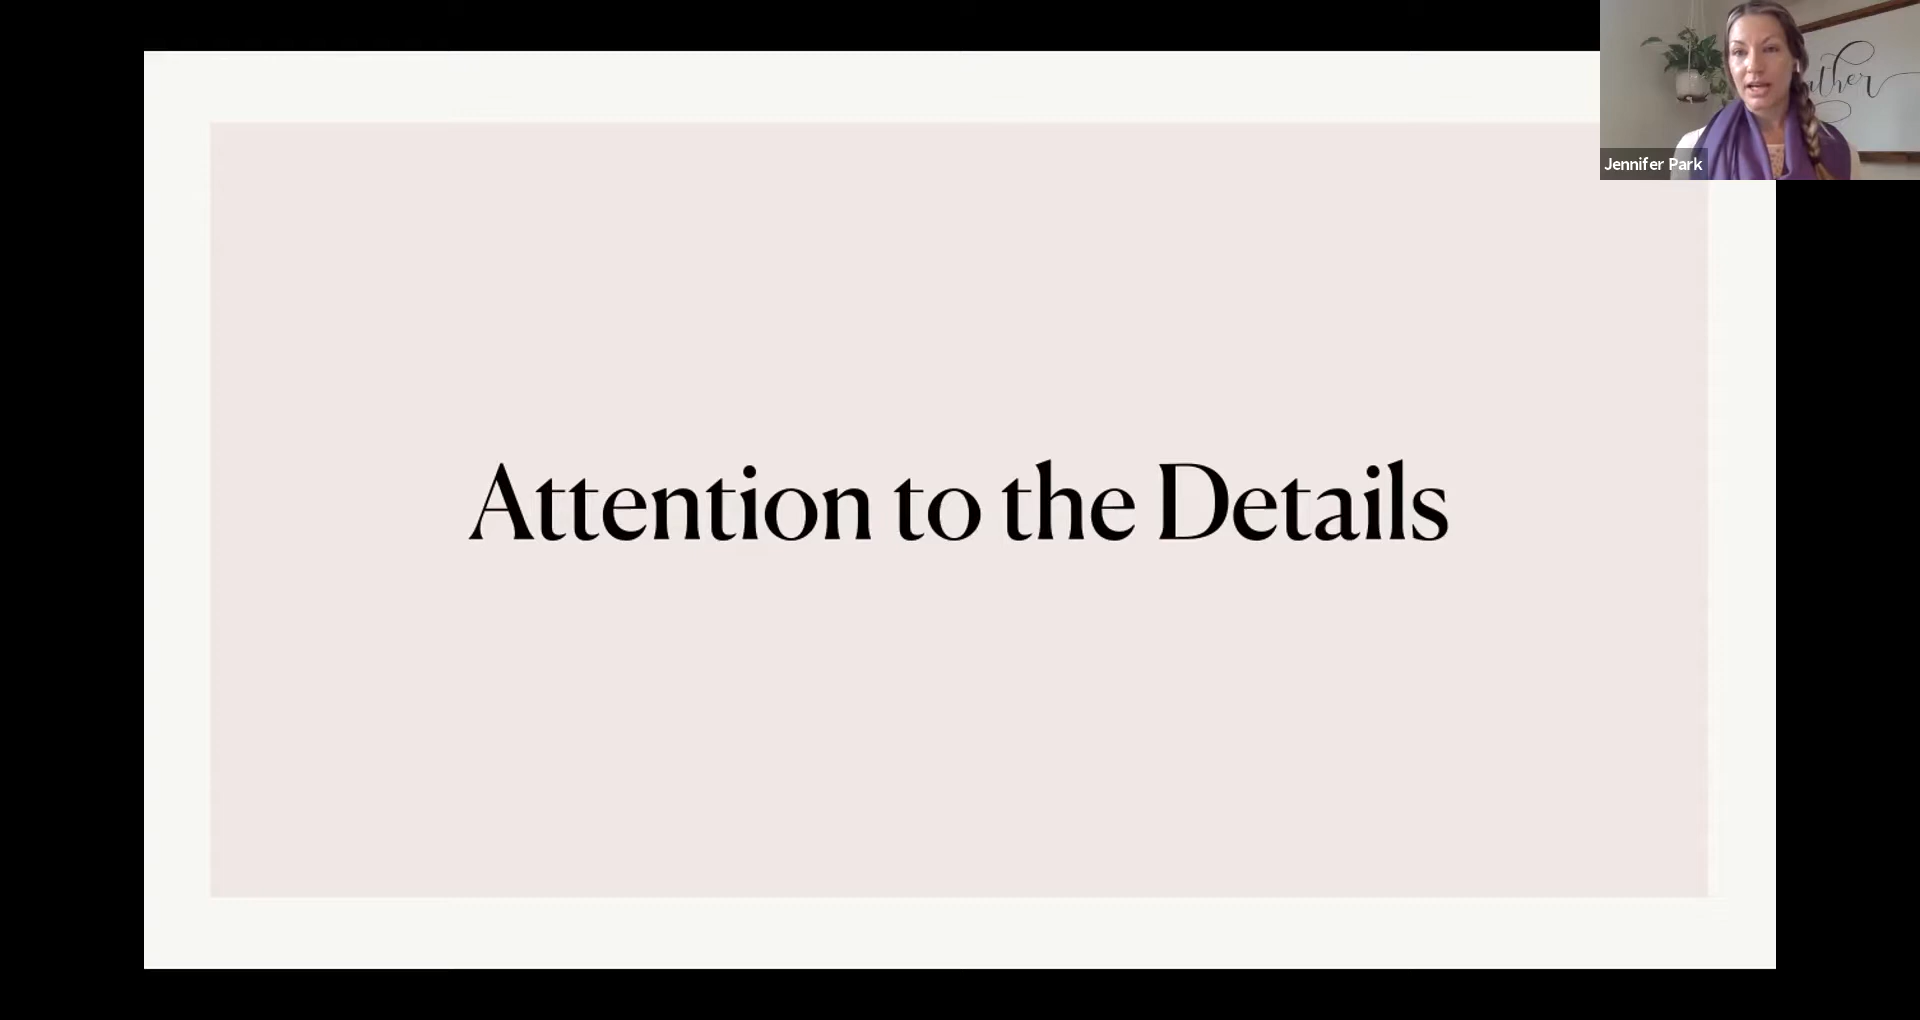 Attention to the Details
Jennifer Park